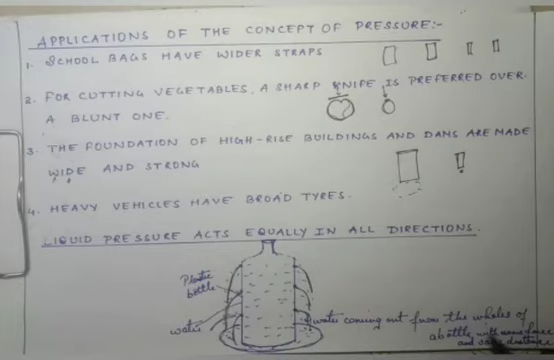 APPLICATIONS OF THE CONCEPT OF PRESSURE:-
1. SCHOOL BAGS HAVE WIDER STRAPS
2. FOR CUTTING VEGETABLES, A SHARP KNIFE IS PREFERRED OVER
A BLUNT ONE.
3. THE FOUNDATION OF HIGH-RISE BUILDINGS AND DAMS ARE MADE
WIDE AND STRONG
4. HEAVY VEHICLES HAVE BROAD TYRES.
LIQUID PRESSURE ACTS EQUALLY IN ALL DIRECTIONS.
Plastic
bottle
water
water coming out from the wholes of
a bottle with same force
and same distance